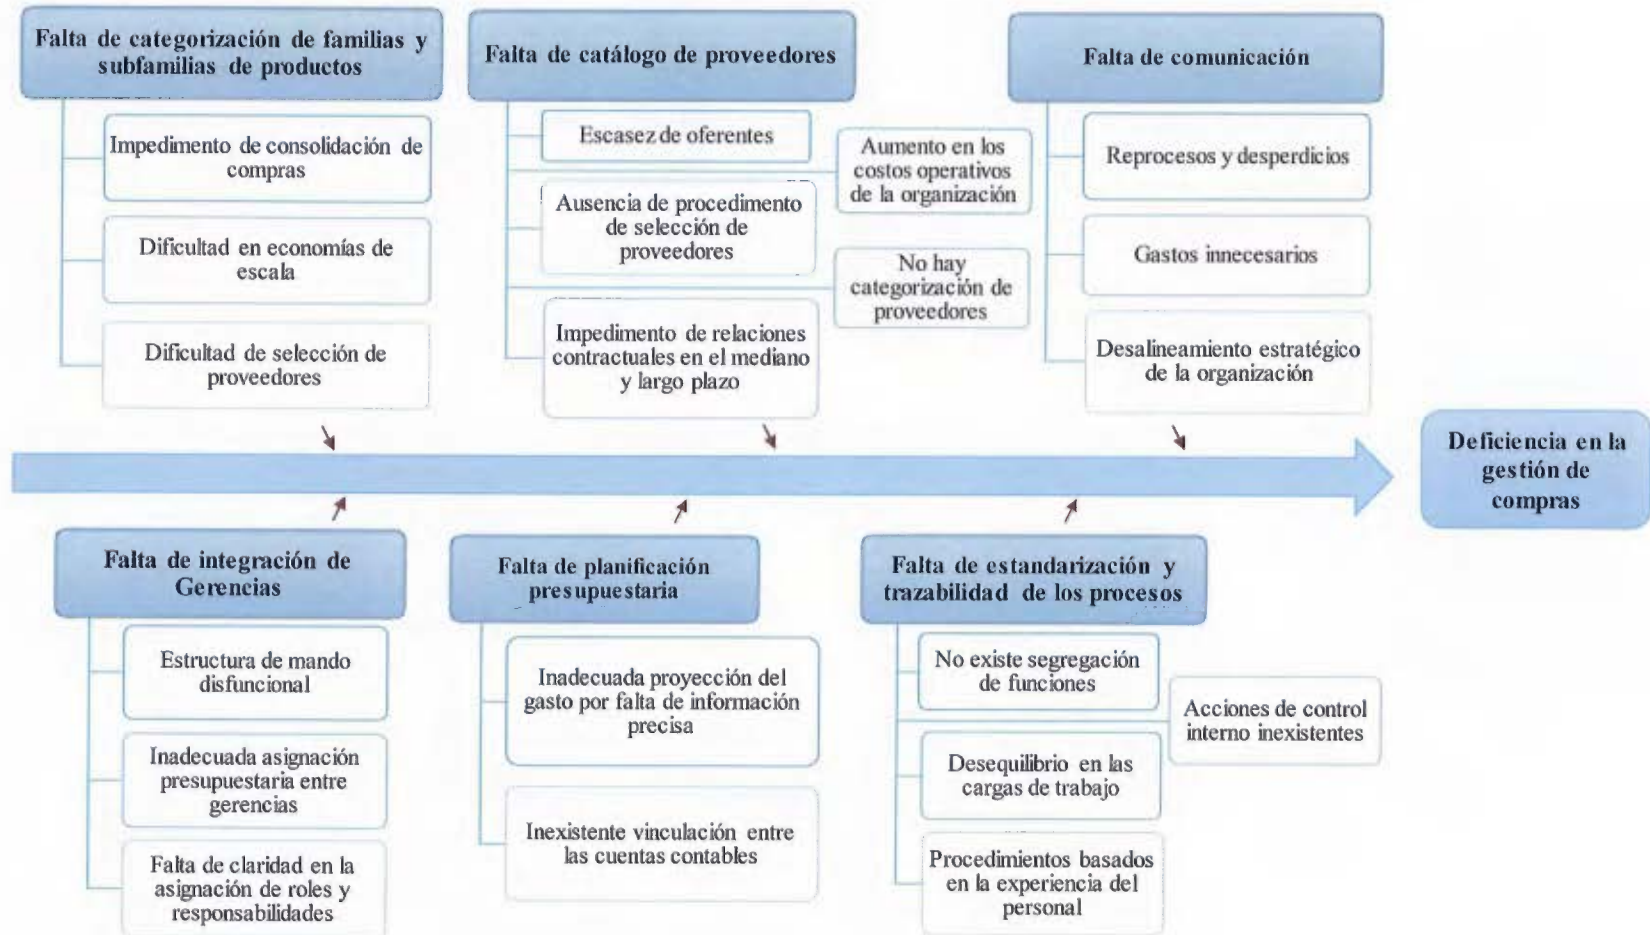 Falta de categorización de familias y
subfamilias de productos
Impedimento de consolidación de
compras
Dificultad en economías de
escala
Dificultad de selección de
proveedores
Falta de catálogo de proveedores
Escasez de oferentes
Aumento en los
costos operativos
de la organización
Ausencia de procedimento
de selección de
proveedores
No hay
categorización de
proveedores
Impedimento de relaciones
contractuales en el mediano
y largo plazo
Falta de comunicación
Reprocesos y desperdicios
Gastos innecesarios
Desalineamiento estratégico
de la organización
Deficiencia en la
gestión de
compras
Falta de integración de
Gerencias
Estructura de mando
disfuncional
Inadecuada asignación
presupuestaria entre
gerencias
Falta de claridad en la
asignación de roles y
responsabilidades
Falta de planificación
presupuestaria
Inadecuada proyección del
gasto por falta de información
precisa
Inexistente vinculación entre
las cuentas contables
Falta de estandarización y
trazabilidad de los procesos
No existe segregación
de funciones
Acciones de control
interno inexistentes
Desequilibrio en las
cargas de trabajo
Procedimientos basados
en la experiencia del
personal